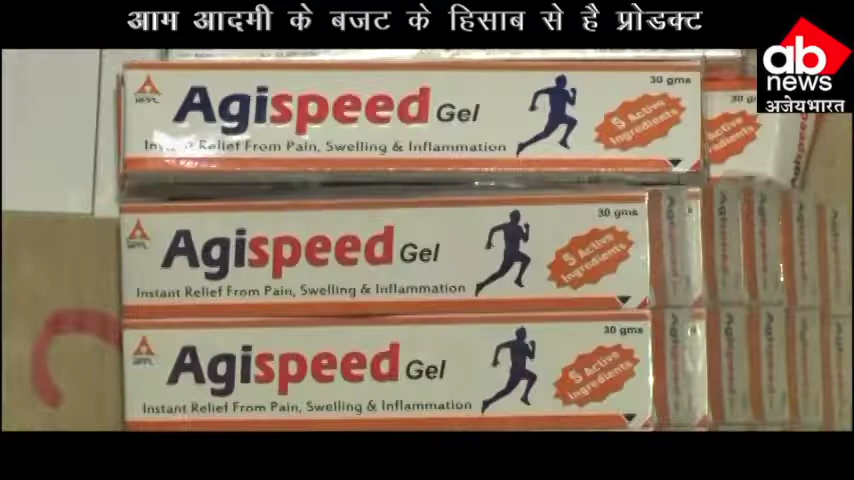 आम आदमी के बजट के हिसाब से है प्रोडक्ट
ab
news
अजेयभारत
30 gms
Agispeed Gel
5 Active
Ingredients
Instant Relief From Pain, Swelling & Inflammation
30 gms
Agispeed Gel
5 Active
Ingredients
Instant Relief From Pain, Swelling & Inflammation
30 gms
Agispeed Gel
5 Active
Ingredients
Instant Relief From Pain, Swelling & Inflammation